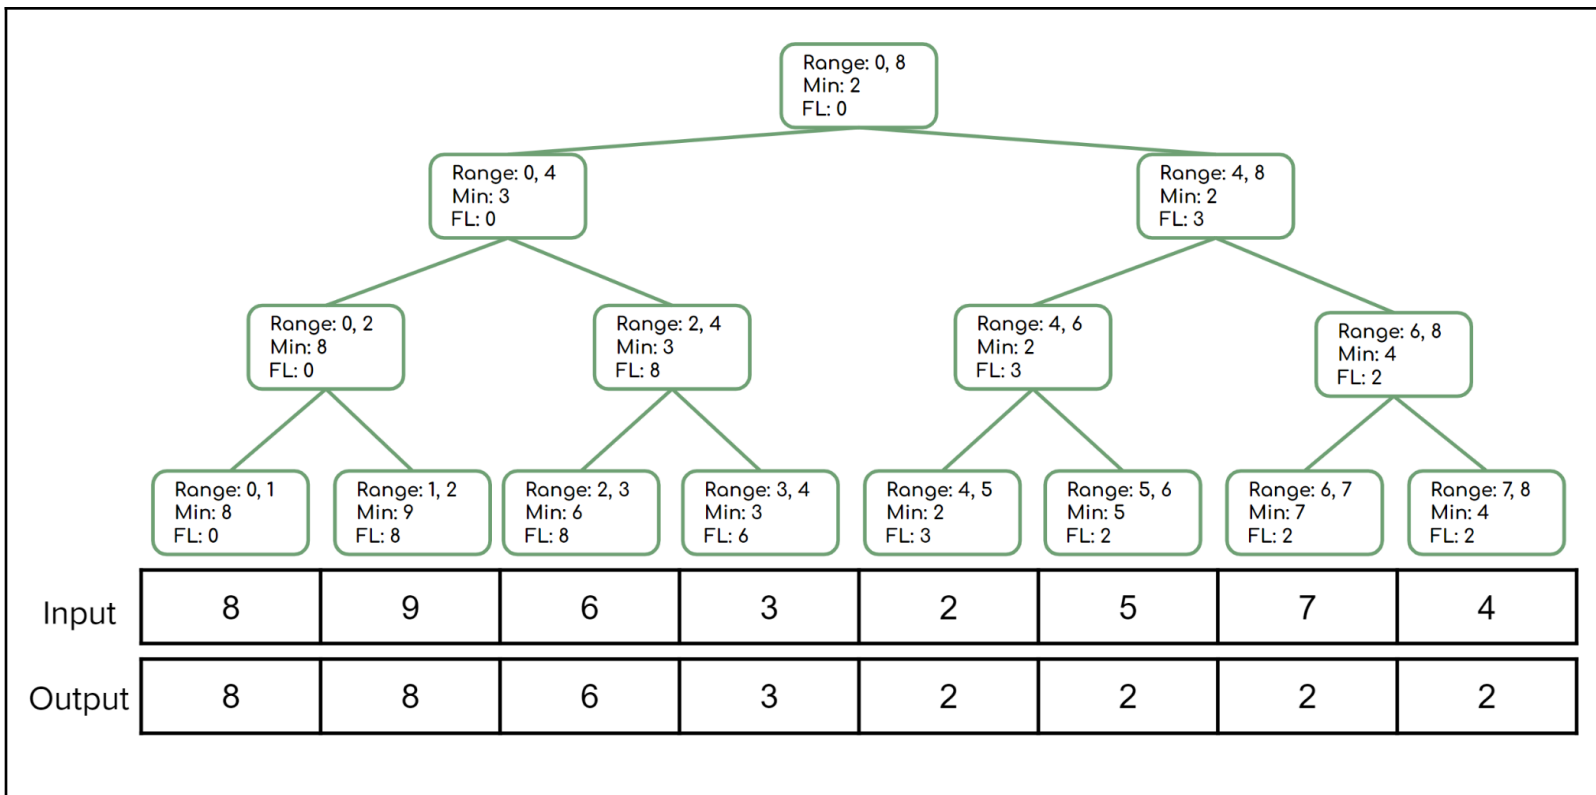 Range: 0, 8
Min: 2
FL: 0
Range: 0, 4
Min: 3
FL: 0
Range: 4, 8
Min: 2
FL: 3
Range: 0, 2
Min: 8
FL: 0
Range: 2, 4
Min: 3
FL: 8
Range: 4, 6
Min: 2
FL: 3
Range: 6, 8
Min: 4
FL: 2
Range: 0, 1
Min: 8
FL: 0
Range: 1, 2
Min: 9
FL: 8
Range: 2, 3
Min: 6
FL: 8
Range: 3, 4
Min: 3
FL: 6
Range: 4, 5
Min: 2
FL: 3
Range: 5, 6
Min: 5
FL: 2
Range: 6, 7
Min: 7
FL: 2
Range: 7, 8
Min: 4
FL: 2
Input 8 9 6 3 2 5 7 4
Output 8 8 6 3 2 2 2 2